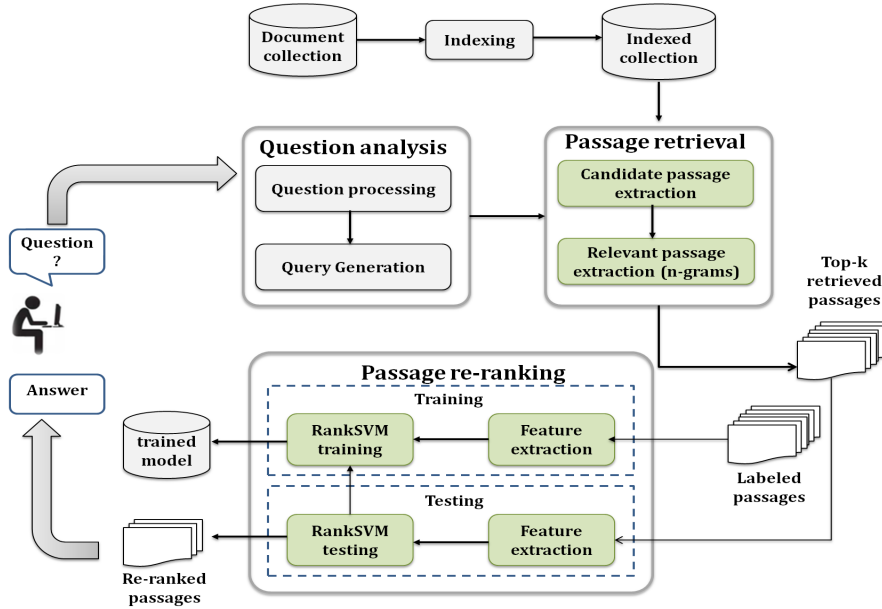 Document
collection
Indexing
Indexed
collection
Question analysis
Question processing
Query Generation
Passage retrieval
Candidate passage
extraction
Relevant passage
extraction (n-grams)
Question
?
Top-k
retrieved
passages
Answer
Passage re-ranking
Training
RankSVM
training
Feature
extraction
trained
model
Labeled
passages
Testing
RankSVM
testing
Feature
extraction
Re-ranked
passages